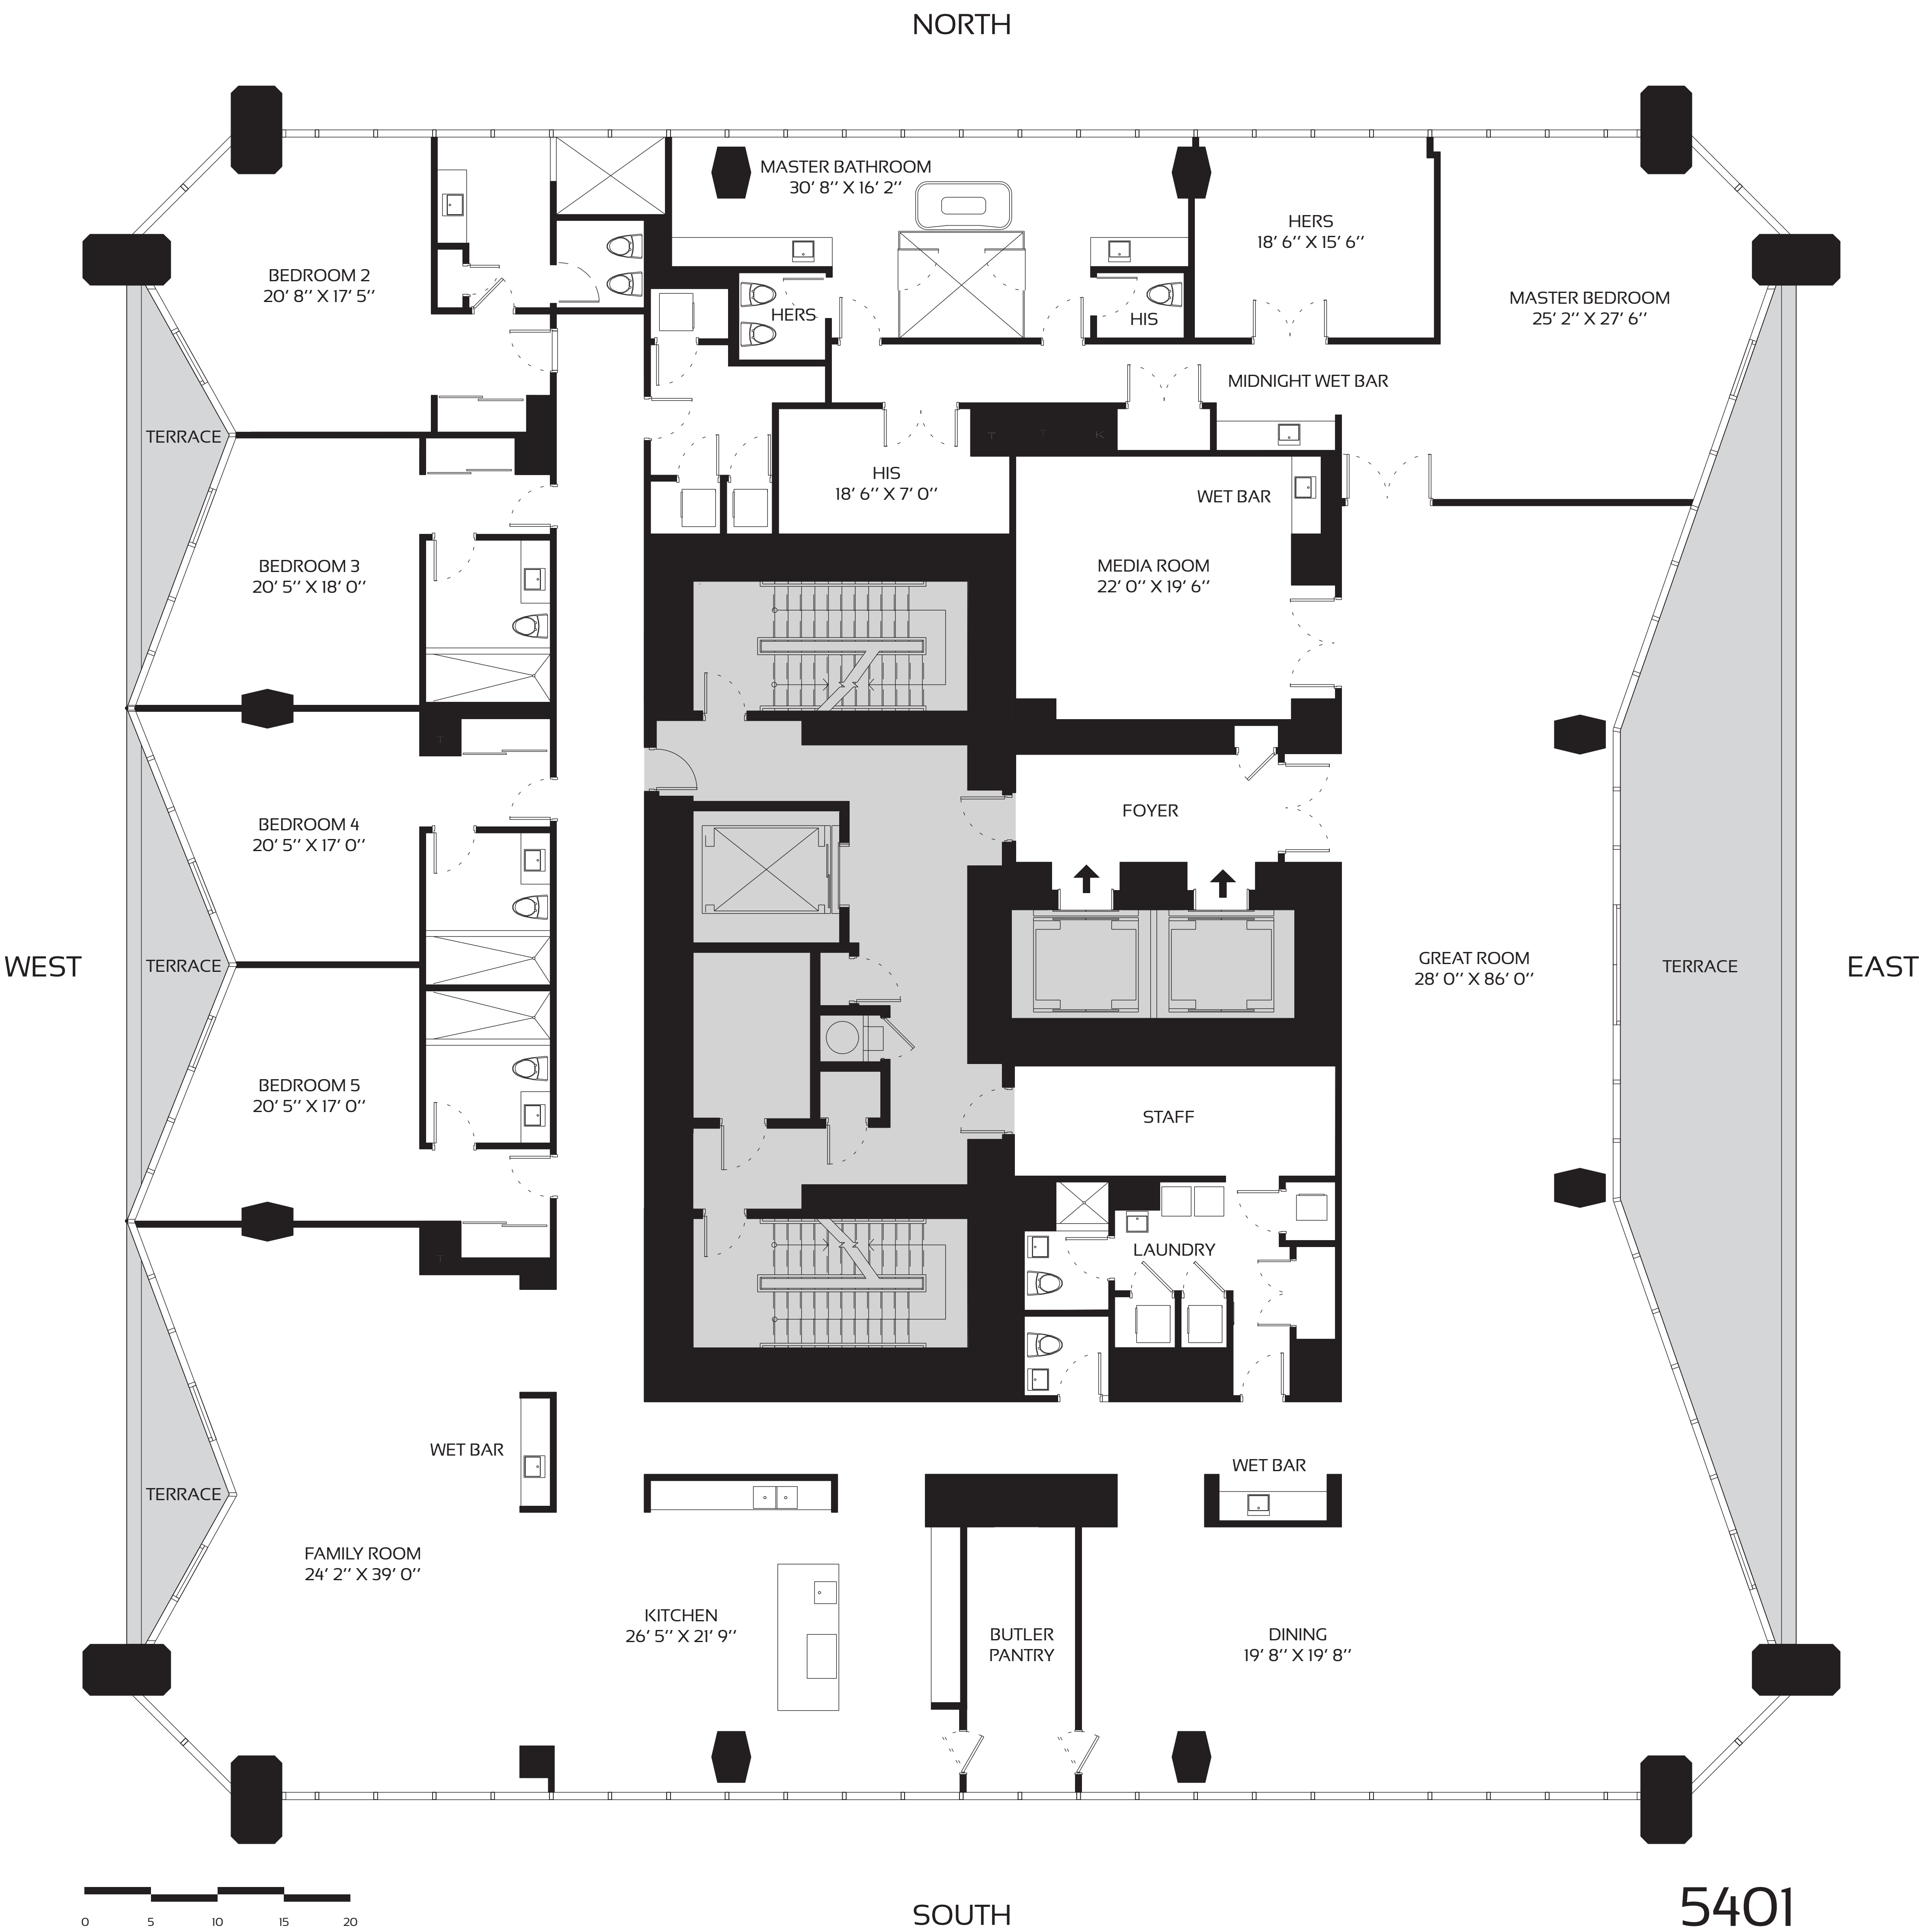 NORTH
MASTER BATHROOM
30’ 8’’ X 16’ 2’’
HERS
18’ 6’’ X 15’ 6’’
BEDROOM 2
20’ 8’’ X 17’ 5’’
MASTER BEDROOM
25’ 2’’ X 27’ 6’’
HERS
HIS
MIDNIGHT WET BAR
TERRACE
T T K
HIS
18’ 6’’ X 7’ 0’’
WET BAR
BEDROOM 3
20’ 5’’ X 18’ 0’’
MEDIA ROOM
22’ 0’’ X 19’ 6’’
T
FOYER
BEDROOM 4
20’ 5’’ X 17’ 0’’
WEST
TERRACE
GREAT ROOM
28’ 0’’ X 86’ 0’’
TERRACE
EAST
BEDROOM 5
20’ 5’’ X 17’ 0’’
STAFF
LAUNDRY
T
WET BAR
WET BAR
TERRACE
FAMILY ROOM
24’ 2’’ X 39’ 0’’
KITCHEN
26’ 5’’ X 21’ 9’’
BUTLER
PANTRY
DINING
19’ 8’’ X 19’ 8’’
0 5 10 15 20
SOUTH
5401